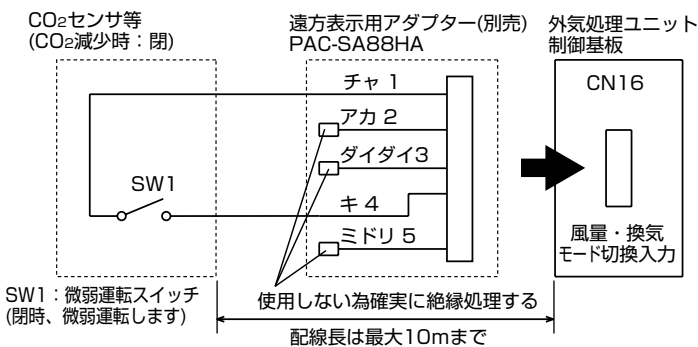 CO2センサ等
(CO2減少時：閉)
遠方表示用アダプター(別売)
PAC-SA88HA
外気処理ユニット
制御基板
チャ 1
アカ 2
ダイダイ3
キ 4
ミドリ 5
SW1
CN16
風量・換気
モード切換入力
SW1：微弱運転スイッチ
(閉時、微弱運転します)
使用しない為確実に絶縁処理する
配線長は最大10mまで